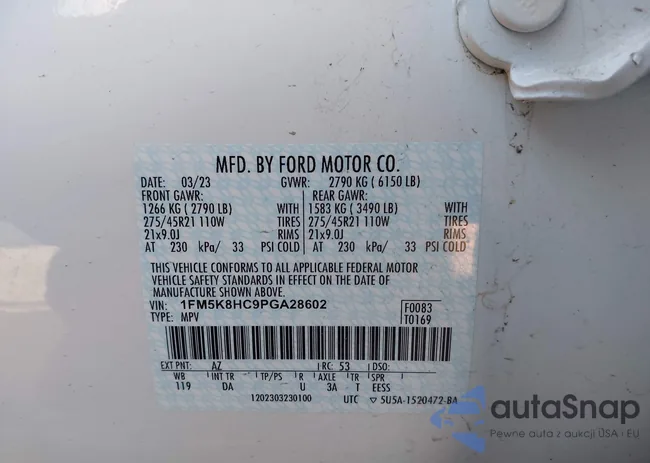 MFD. BY FORD MOTOR CO.
DATE: 03/23 GVWR: 2790 KG ( 6150 LB)
FRONT GAWR: REAR GAWR:
1266 KG ( 2790 LB) WITH 1583 KG ( 3490 LB) WITH
275/45R21 110W TIRES 275/45R21 110W TIRES
21x9.0J RIMS 21x9.0J RIMS
AT 230 kPa/ 33 PSI COLD AT 230 kPa/ 33 PSI COLD
THIS VEHICLE CONFORMS TO ALL APPLICABLE FEDERAL MOTOR
VEHICLE SAFETY STANDARDS IN EFFECT ON THE DATE OF
MANUFACTURE SHOWN ABOVE.
VIN: 1FM5K8HC9PGA28602 F0083
TYPE: MPV T0169
EXT PNT: AZ RC: 53 DSO:
WB INT TR TP/PS R AXLE TR SPR
119 DA U 3A T EESS
1202303230100 UTC ▽ 5U5A-1520472-BA
autaSnap
Pewne auta z aukcji USA i EU